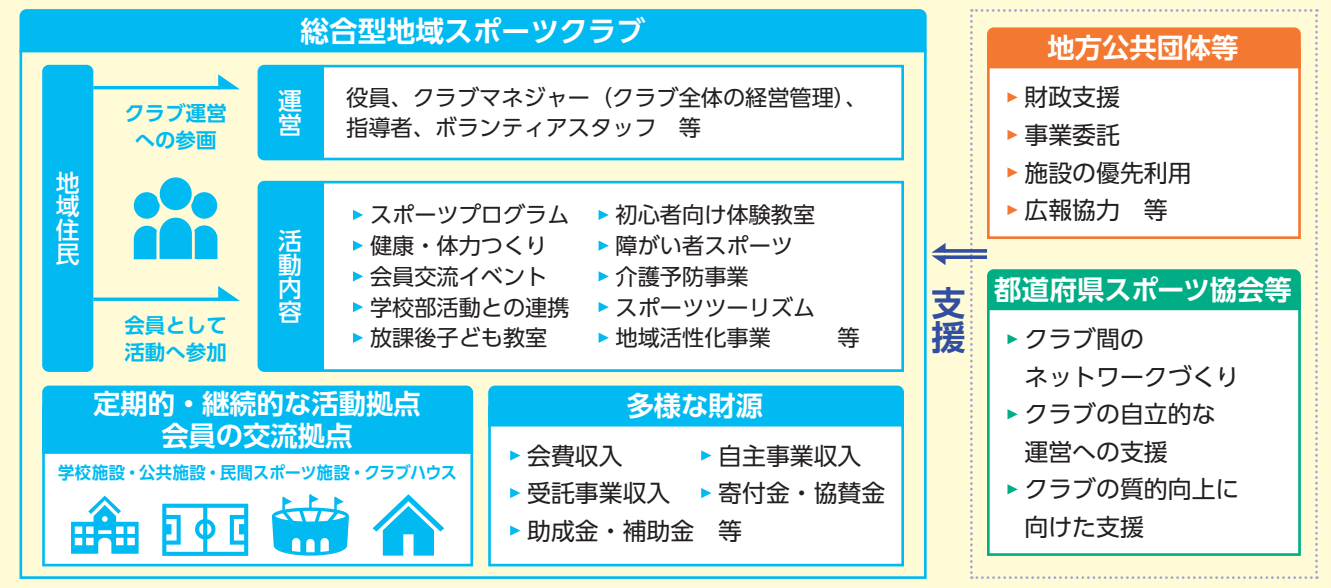 総合型地域スポーツクラブ
地域住民
クラブ運営
への参画
会員として
活動へ参加
運営
役員、クラブマネジャー（クラブ全体の経営管理）、
指導者、ボランティアスタッフ　等
活動内容
▶スポーツプログラム　▶初心者向け体験教室
▶健康・体力つくり　▶障がい者スポーツ
▶会員交流イベント　▶介護予防事業
▶学校部活動との連携　▶スポーツツーリズム
▶放課後子ども教室　▶地域活性化事業　等
定期的・継続的な活動拠点
会員の交流拠点
学校施設・公共施設・民間スポーツ施設・クラブハウス
多様な財源
▶会費収入　▶自主事業収入
▶受託事業収入　▶寄付金・協賛金
▶助成金・補助金　等
支援
地方公共団体等
▶財政支援
▶事業委託
▶施設の優先利用
▶広報協力　等
都道府県スポーツ協会等
▶クラブ間の
ネットワークづくり
▶クラブの自立的な
運営への支援
▶クラブの質的向上に
向けた支援